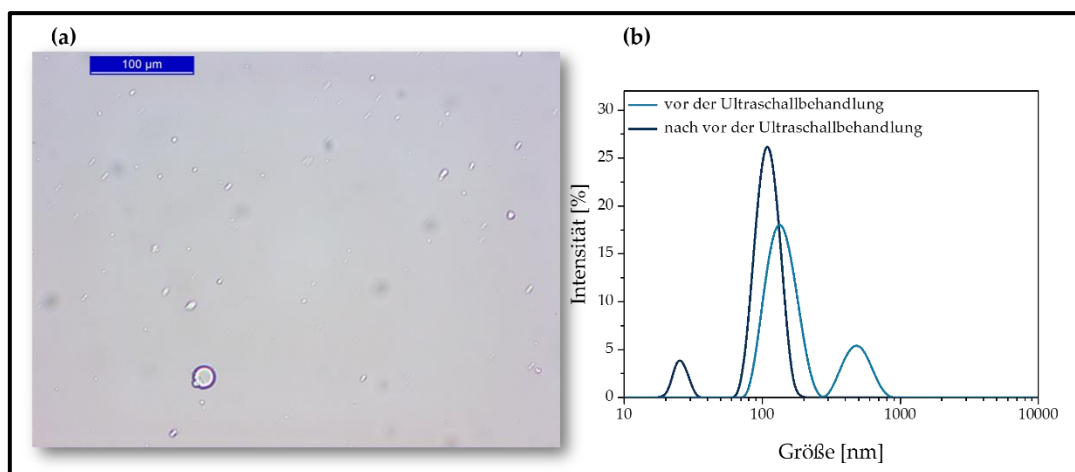 (a)
100 µm
(b)
vor der Ultraschallbehandlung
nach vor der Ultraschallbehandlung
Intensität [%]
30
25
20
15
10
5
0
10 100 1000 10000
Größe [nm]